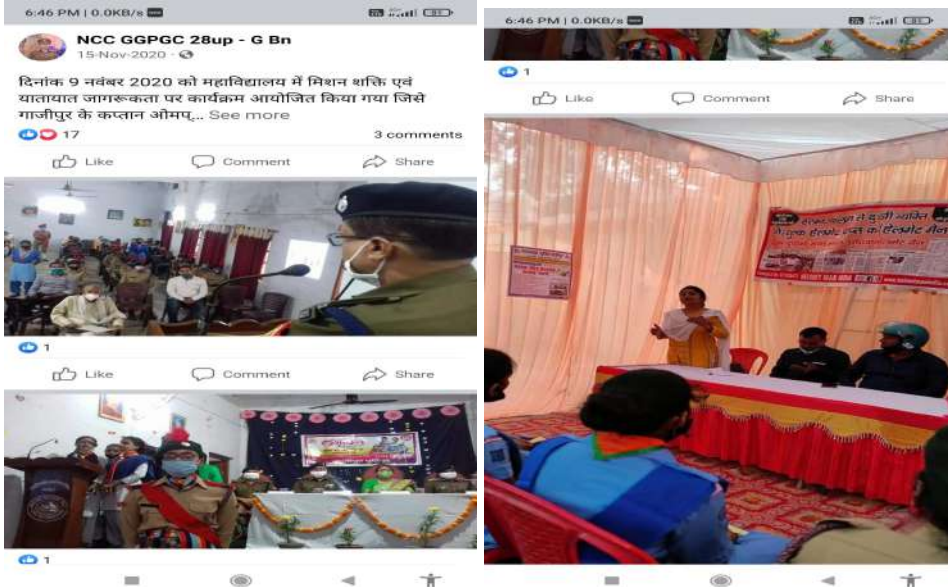 6:46 PM | 0.0KB/s
NCC GGPGC 28up - G Bn
15-Nov-2020
दिनांक 9 नवंबर 2020 को महाविद्यालय में मिशन शक्ति एवं
यातायात जागरूकता पर कार्यक्रम आयोजित किया गया जिसे
गाजीपुर के कप्तान ओमप्... See more
17
3 comments
Like Comment Share
1
Like Comment Share
1
6:46 PM | 0.0KB/s
1
Like Comment Share